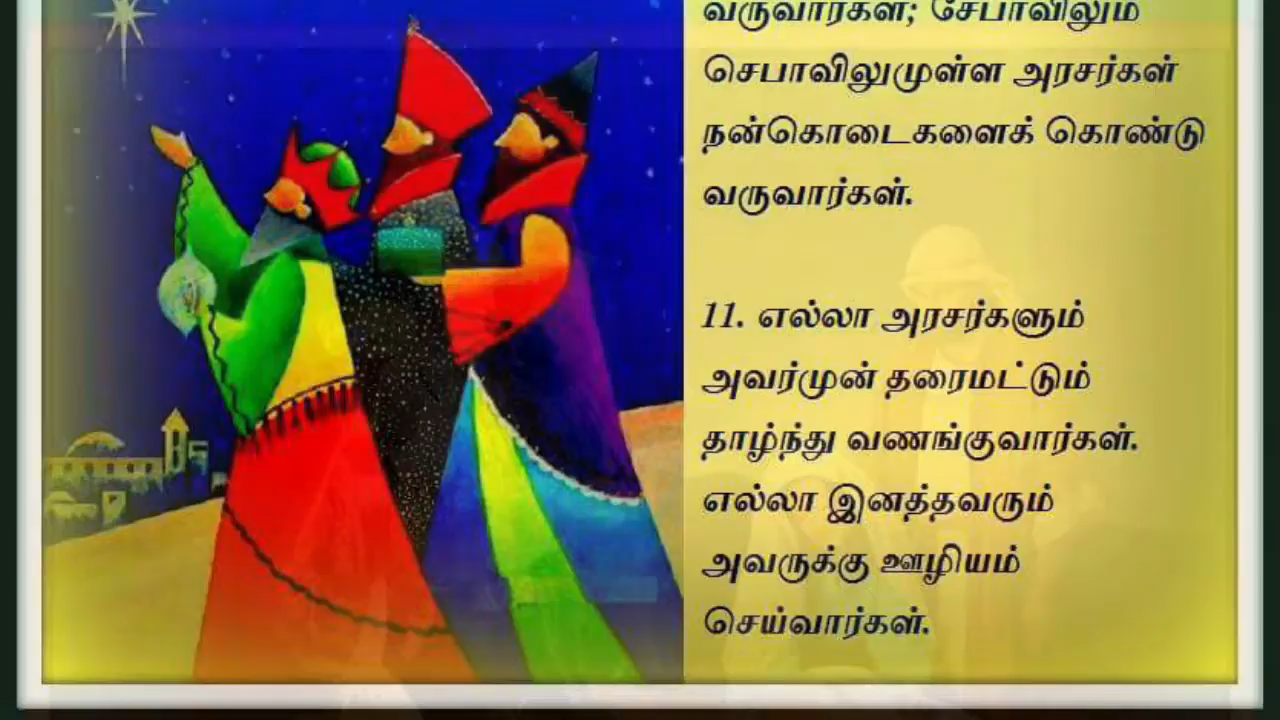 வருவார்கள்; சேபாவிலும்
செபாவிலுமுள்ள அரசர்கள்
நன்கொடைகளைக் கொண்டு
வருவார்கள்.
11. எல்லா அரசர்களும்
அவர்முன் தரைமட்டும்
தாழ்ந்து வணங்குவார்கள்.
எல்லா இனத்தவரும்
அவருக்கு ஊழியம்
செய்வார்கள்.